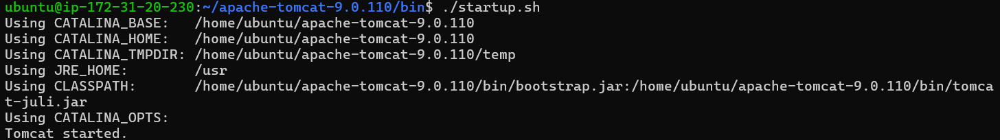 ubuntu@ip-172-31-20-230:~/apache-tomcat-9.0.110/bin$ ./startup.sh
Using CATALINA_BASE:   /home/ubuntu/apache-tomcat-9.0.110
Using CATALINA_HOME:   /home/ubuntu/apache-tomcat-9.0.110
Using CATALINA_TMPDIR: /home/ubuntu/apache-tomcat-9.0.110/temp
Using JRE_HOME:        /usr
Using CLASSPATH:       /home/ubuntu/apache-tomcat-9.0.110/bin/bootstrap.jar:/home/ubuntu/apache-tomcat-9.0.110/bin/tomca
t-juli.jar
Using CATALINA_OPTS:
Tomcat started.